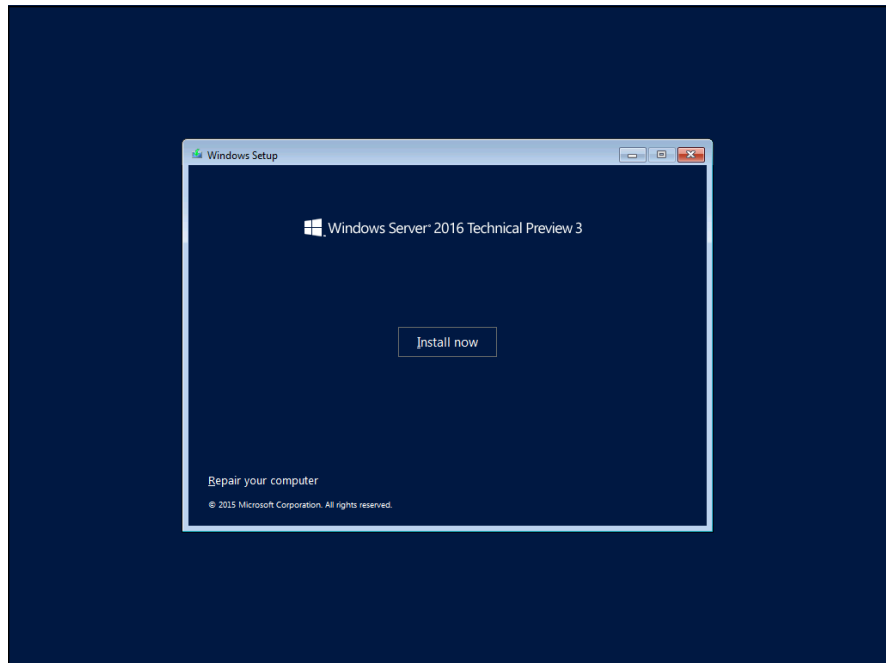 Windows Setup
Windows Server® 2016 Technical Preview 3
Install now
Repair your computer
© 2015 Microsoft Corporation. All rights reserved.